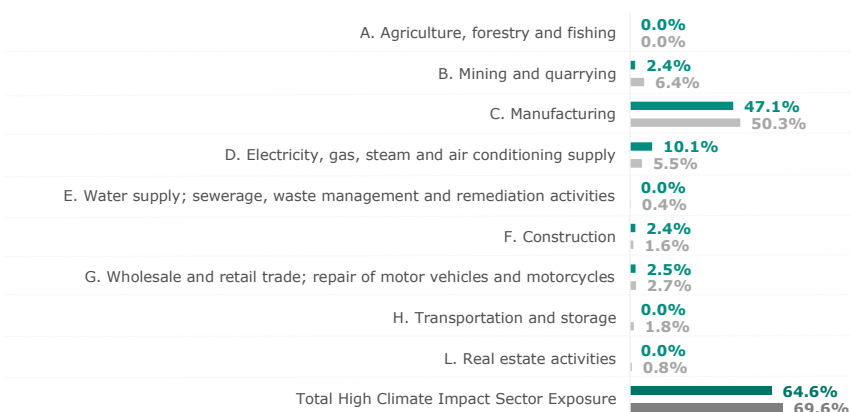 A. Agriculture, forestry and fishing 0.0%
0.0%
B. Mining and quarrying 2.4%
6.4%
C. Manufacturing 47.1%
50.3%
D. Electricity, gas, steam and air conditioning supply 10.1%
5.5%
E. Water supply; sewerage, waste management and remediation activities 0.0%
0.4%
F. Construction 2.4%
1.6%
G. Wholesale and retail trade; repair of motor vehicles and motorcycles 2.5%
2.7%
H. Transportation and storage 0.0%
1.8%
L. Real estate activities 0.0%
0.8%
Total High Climate Impact Sector Exposure 64.6%
69.6%